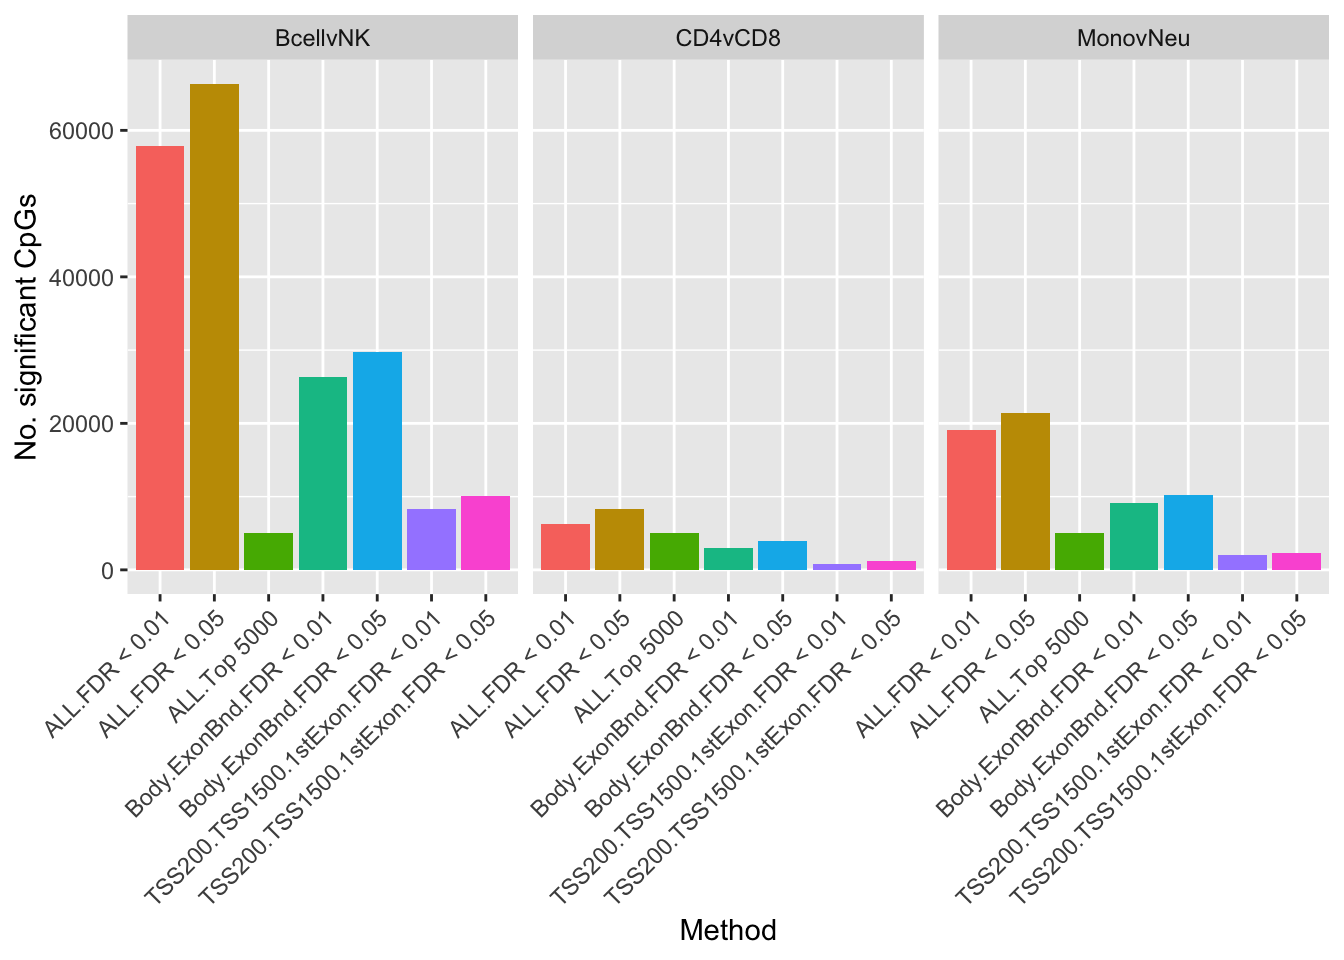 BcellvNK
CD4vCD8
MonovNeu
No. significant CpGs
60000
40000
20000
0
ALL.FDR < 0.01
ALL.FDR < 0.05
ALL.Top 5000
Body.ExonBnd.FDR < 0.01
Body.ExonBnd.FDR < 0.05
TSS200.TSS1500.1stExon.FDR < 0.01
TSS200.TSS1500.1stExon.FDR < 0.05
ALL.FDR < 0.01
ALL.FDR < 0.05
ALL.Top 5000
Body.ExonBnd.FDR < 0.01
Body.ExonBnd.FDR < 0.05
TSS200.TSS1500.1stExon.FDR < 0.01
TSS200.TSS1500.1stExon.FDR < 0.05
ALL.FDR < 0.01
ALL.FDR < 0.05
ALL.Top 5000
Body.ExonBnd.FDR < 0.01
Body.ExonBnd.FDR < 0.05
TSS200.TSS1500.1stExon.FDR < 0.01
TSS200.TSS1500.1stExon.FDR < 0.05
Method